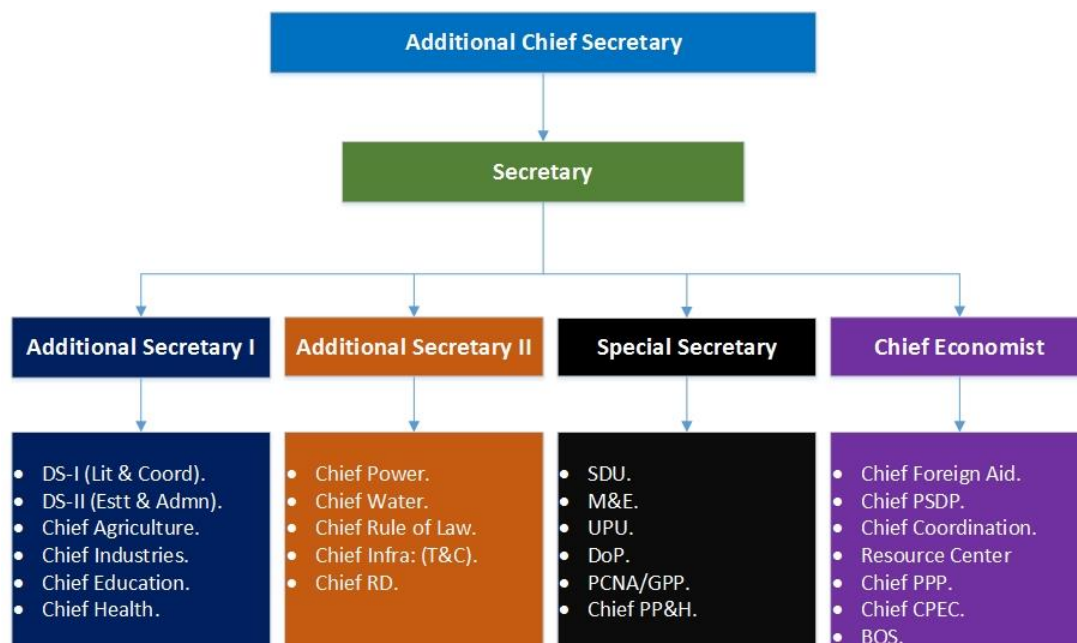 Additional Chief Secretary
Secretary
Additional Secretary I
Additional Secretary II
Special Secretary
Chief Economist
• DS-I (Lit & Coord).
• DS-II (Estt & Admn).
• Chief Agriculture.
• Chief Industries.
• Chief Education.
• Chief Health.
• Chief Power.
• Chief Water.
• Chief Rule of Law.
• Chief Infra: (T&C).
• Chief RD.
• SDU.
• M&E.
• UPU.
• DoP.
• PCNA/GPP.
• Chief PP&H.
• Chief Foreign Aid.
• Chief PSDP.
• Chief Coordination.
• Resource Center
• Chief PPP.
• Chief CPEC.
• BOS.